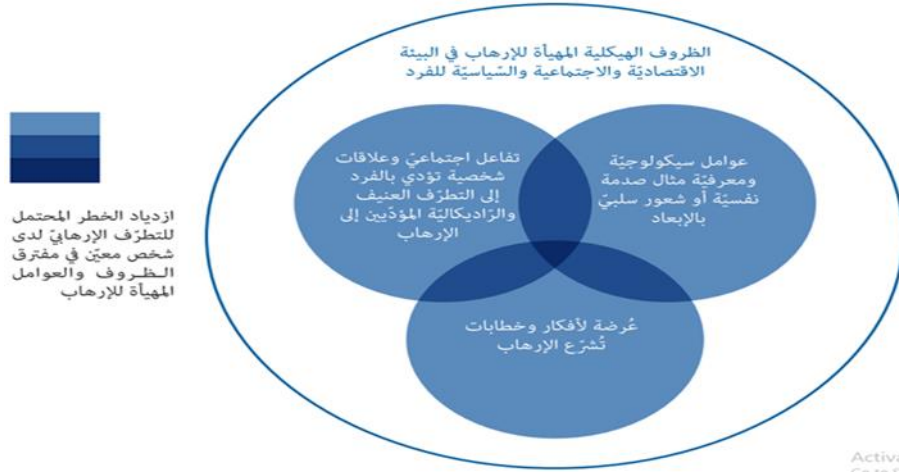 الظروف الهيكلية المهيأة للإرهاب في البيئة
الاقتصاديّة والاجتماعية والسّياسيّة للفرد
عوامل سيكولوجيّة
ومعرفيّة مثال صدمة
نفسيّة أو شعور سلبيّ
بالإبعاد
تفاعل اجتماعيّ وعلاقات
شخصية تؤدي بالفرد
إلى التطرّف العنيف
والرّاديكاليّة المؤدّيين إلى
الإرهاب
عُرضة لأفكار وخطابات
تُشرّع الإرهاب
ازدياد الخطر المحتمل
للتطرّف الإرهابيّ لدى
شخص معيّن في مفترق
الظروف والعوامل
المهيأة للإرهاب
Activa